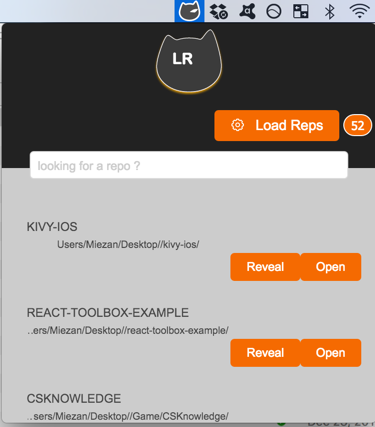 LR
Load Reps
52
looking for a repo ?
KIVY-IOS
Users/Miezan/Desktop//kivy-ios/
Reveal Open
REACT-TOOLBOX-EXAMPLE
..ers/Miezan/Desktop//react-toolbox-example/
Reveal Open
CSKNOWLEDGE
..sers/Miezan/Desktop//Game/CSKnowledge/